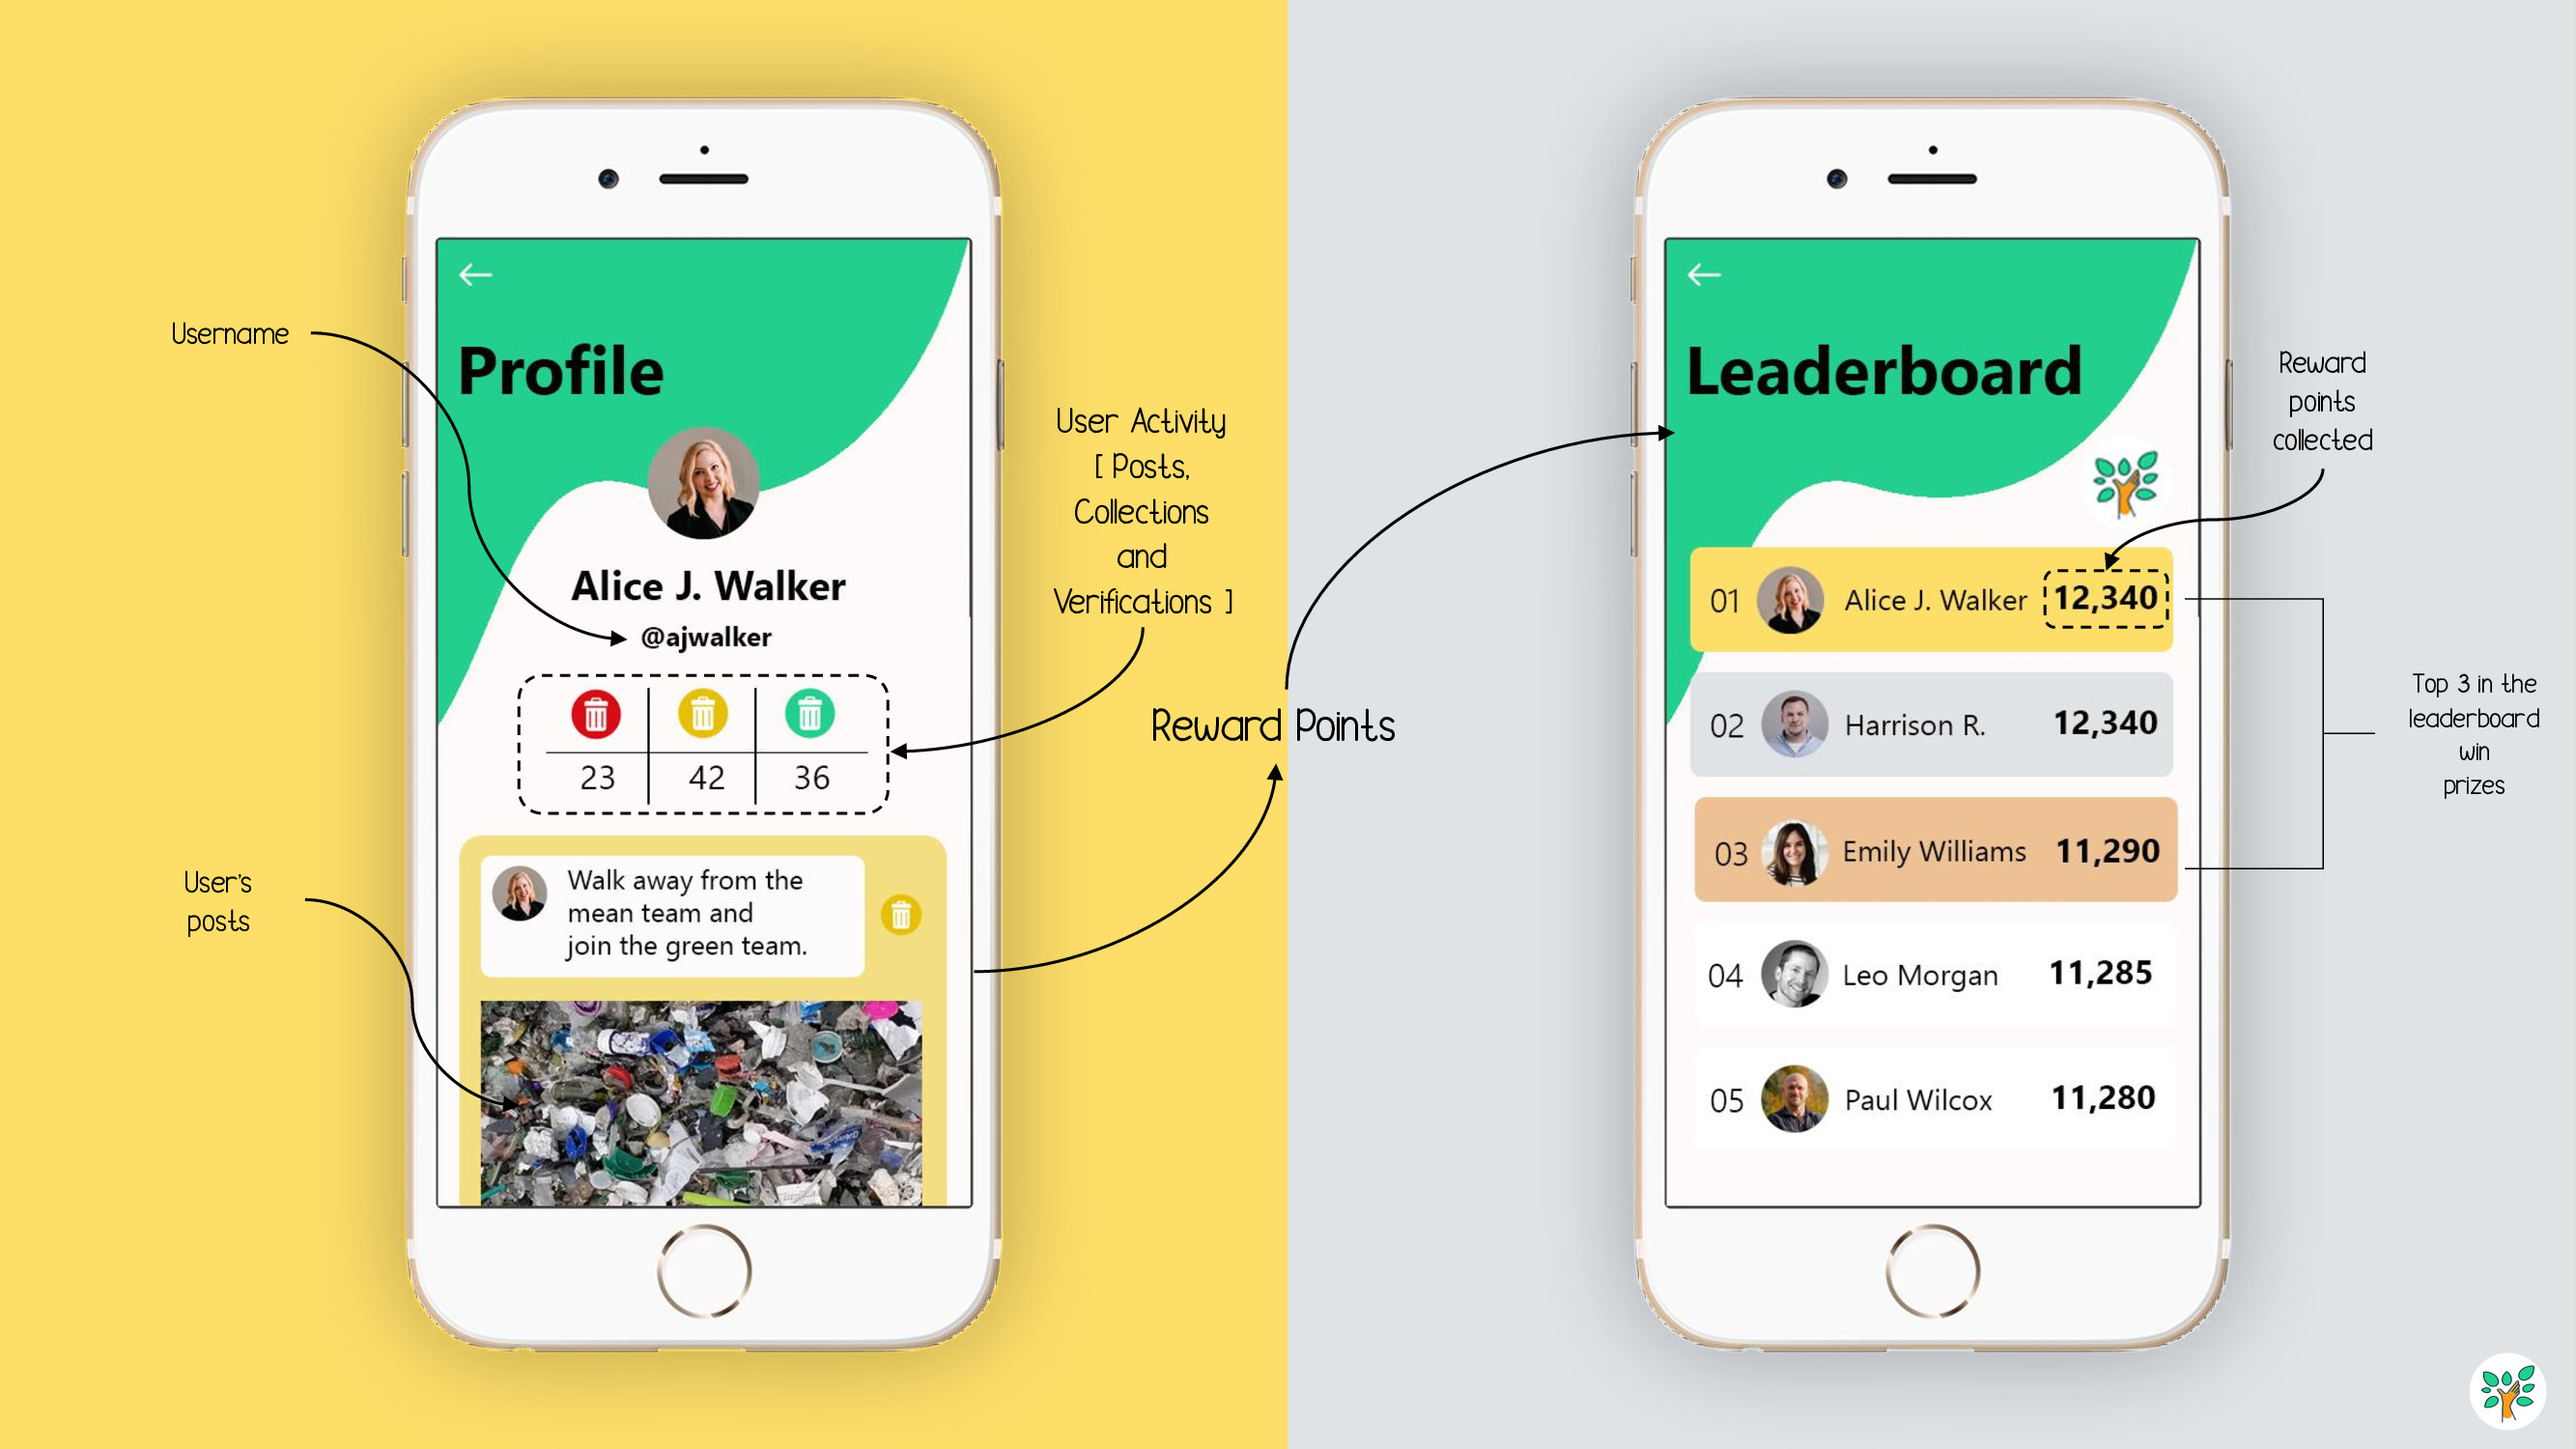 Username
Profile
Alice J. Walker
@ajwalker
23 42 36
User Activity
[ Posts,
Collections
and
Verifications ]
User's
posts
Walk away from the
mean team and
join the green team.
Reward Points
Leaderboard
Reward
points
collected
01 Alice J. Walker 12,340
02 Harrison R. 12,340
03 Emily Williams 11,290
04 Leo Morgan 11,285
05 Paul Wilcox 11,280
Top 3 in the
leaderboard
win
prizes